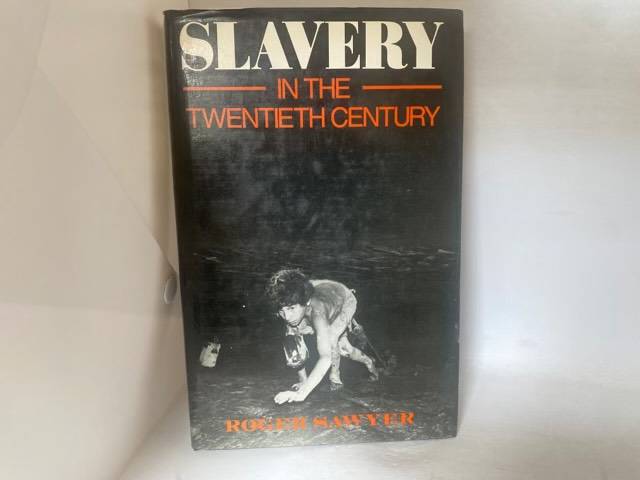 SLAVERY
IN THE
TWENTIETH CENTURY
ROGER SAWYER